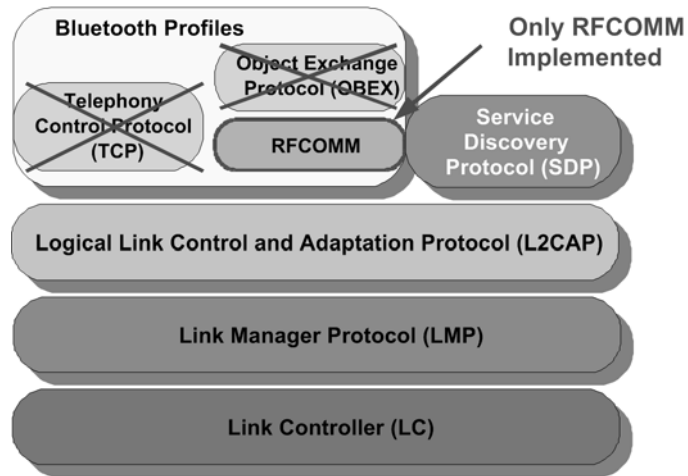 Bluetooth Profiles
Only RFCOMM
Implemented
Object Exchange
Protocol (OBEX)
Telephony
Control Protocol
(TCP)
RFCOMM
Service
Discovery
Protocol (SDP)
Logical Link Control and Adaptation Protocol (L2CAP)
Link Manager Protocol (LMP)
Link Controller (LC)